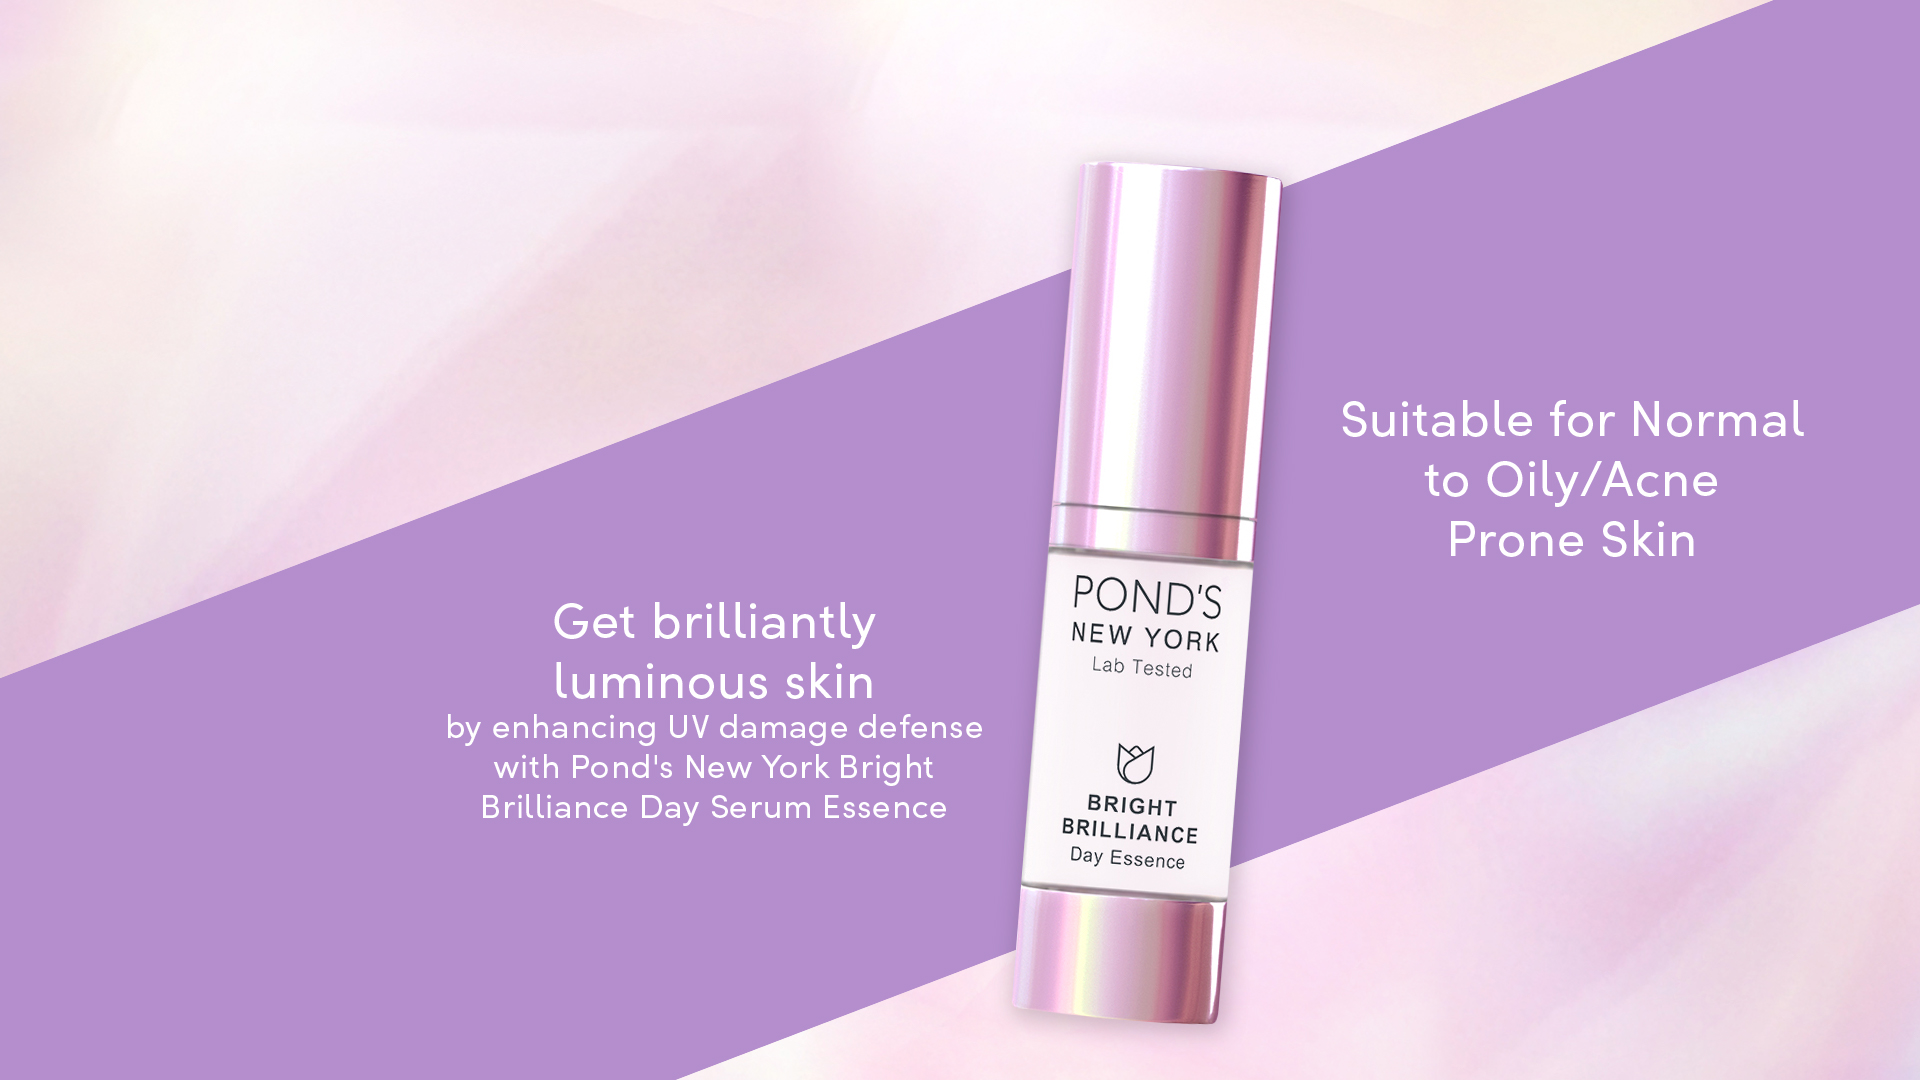 Get brilliantly
luminous skin
by enhancing UV damage defense
with Pond's New York Bright
Brilliance Day Serum Essence
POND'S
NEW YORK
Lab Tested
BRIGHT
BRILLIANCE
Day Essence
Suitable for Normal
to Oily/Acne
Prone Skin